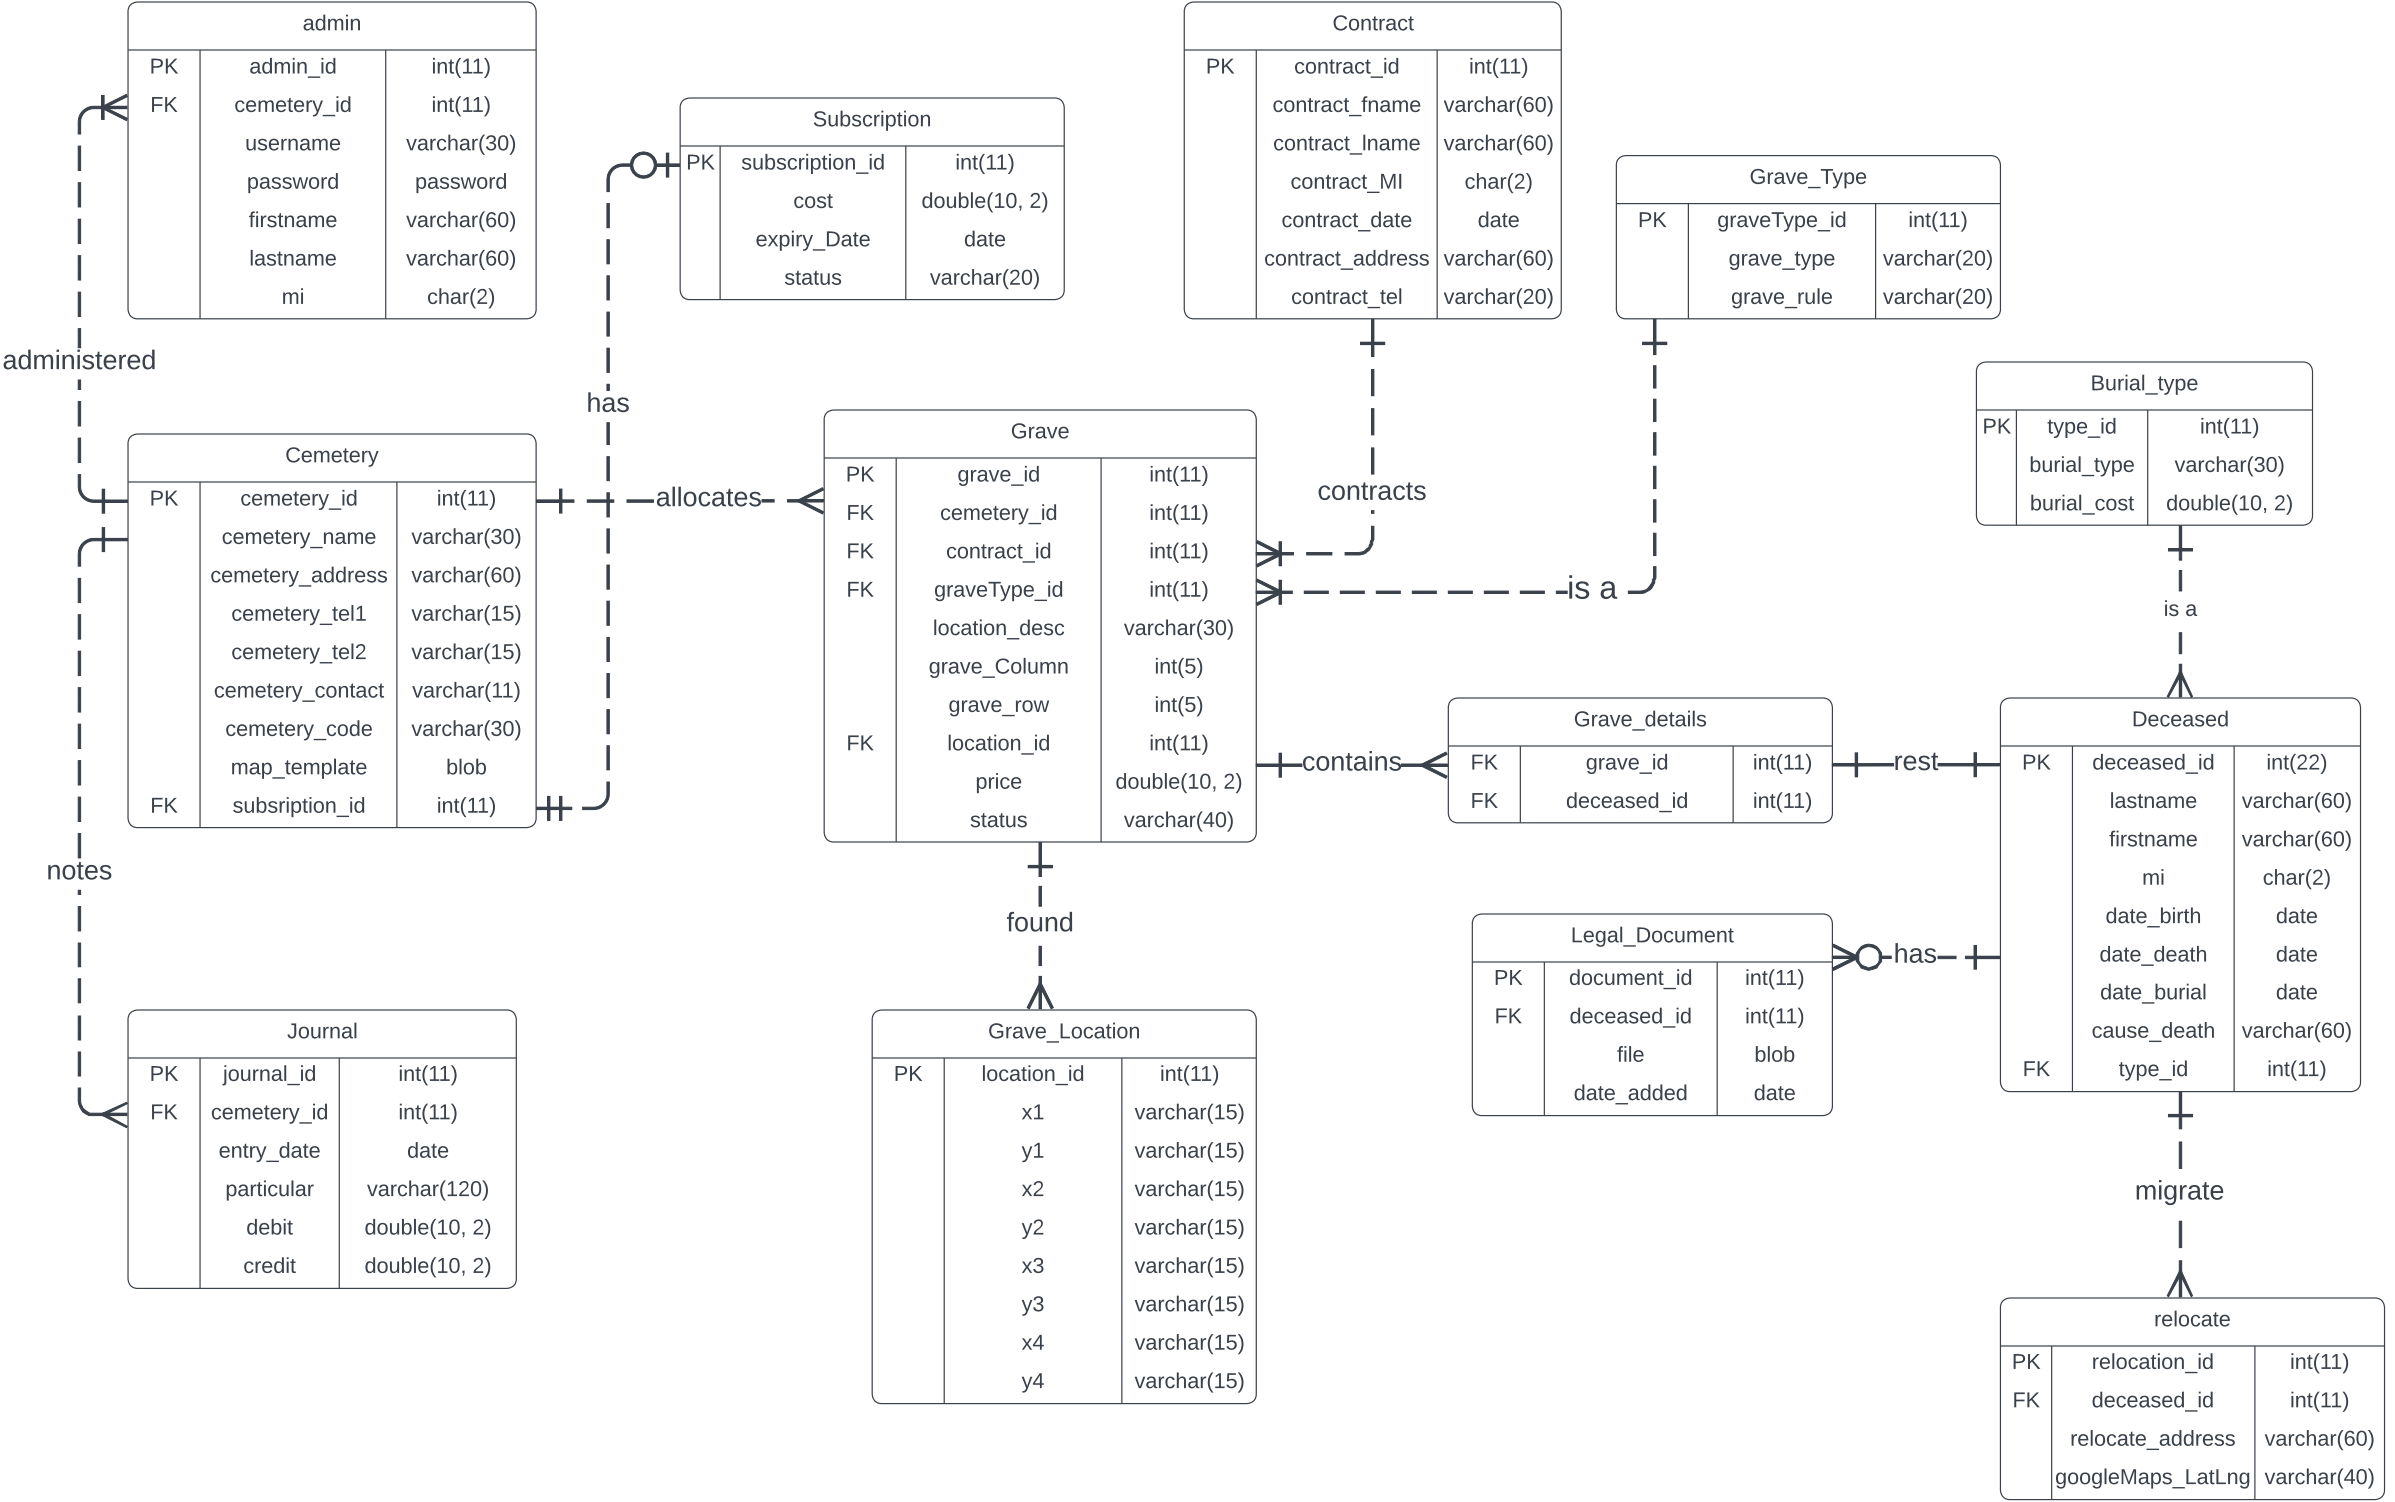 admin
PK admin_id int(11)
FK cemetery_id int(11)
username varchar(30)
password password
firstname varchar(60)
lastname varchar(60)
mi char(2)
administered
Subscription
PK subscription_id int(11)
cost double(10, 2)
expiry_Date date
status varchar(20)
has
Contract
PK contract_id int(11)
contract_fname varchar(60)
contract_lname varchar(60)
contract_MI char(2)
contract_date date
contract_address varchar(60)
contract_tel varchar(20)
contracts
Grave_Type
PK graveType_id int(11)
grave_type varchar(20)
grave_rule varchar(20)
is a
Burial_type
PK type_id int(11)
burial_type varchar(30)
burial_cost double(10, 2)
is a
Cemetery
PK cemetery_id int(11)
cemetery_name varchar(30)
cemetery_address varchar(60)
cemetery_tel1 varchar(15)
cemetery_tel2 varchar(15)
cemetery_contact varchar(11)
cemetery_code varchar(30)
map_template blob
FK subsription_id int(11)
allocates
notes
Grave
PK grave_id int(11)
FK cemetery_id int(11)
FK contract_id int(11)
FK graveType_id int(11)
location_desc varchar(30)
grave_Column int(5)
grave_row int(5)
FK location_id int(11)
price double(10, 2)
status varchar(40)
contains
found
Grave_details
FK grave_id int(11)
FK deceased_id int(11)
rest
Deceased
PK deceased_id int(22)
lastname varchar(60)
firstname varchar(60)
mi char(2)
date_birth date
date_death date
date_burial date
cause_death varchar(60)
FK type_id int(11)
Legal_Document
PK document_id int(11)
FK deceased_id int(11)
file blob
date_added date
has
migrate
Journal
PK journal_id int(11)
FK cemetery_id int(11)
entry_date date
particular varchar(120)
debit double(10, 2)
credit double(10, 2)
Grave_Location
PK location_id int(11)
x1 varchar(15)
y1 varchar(15)
x2 varchar(15)
y2 varchar(15)
x3 varchar(15)
y3 varchar(15)
x4 varchar(15)
y4 varchar(15)
relocate
PK relocation_id int(11)
FK deceased_id int(11)
relocate_address varchar(60)
googleMaps_LatLng varchar(40)